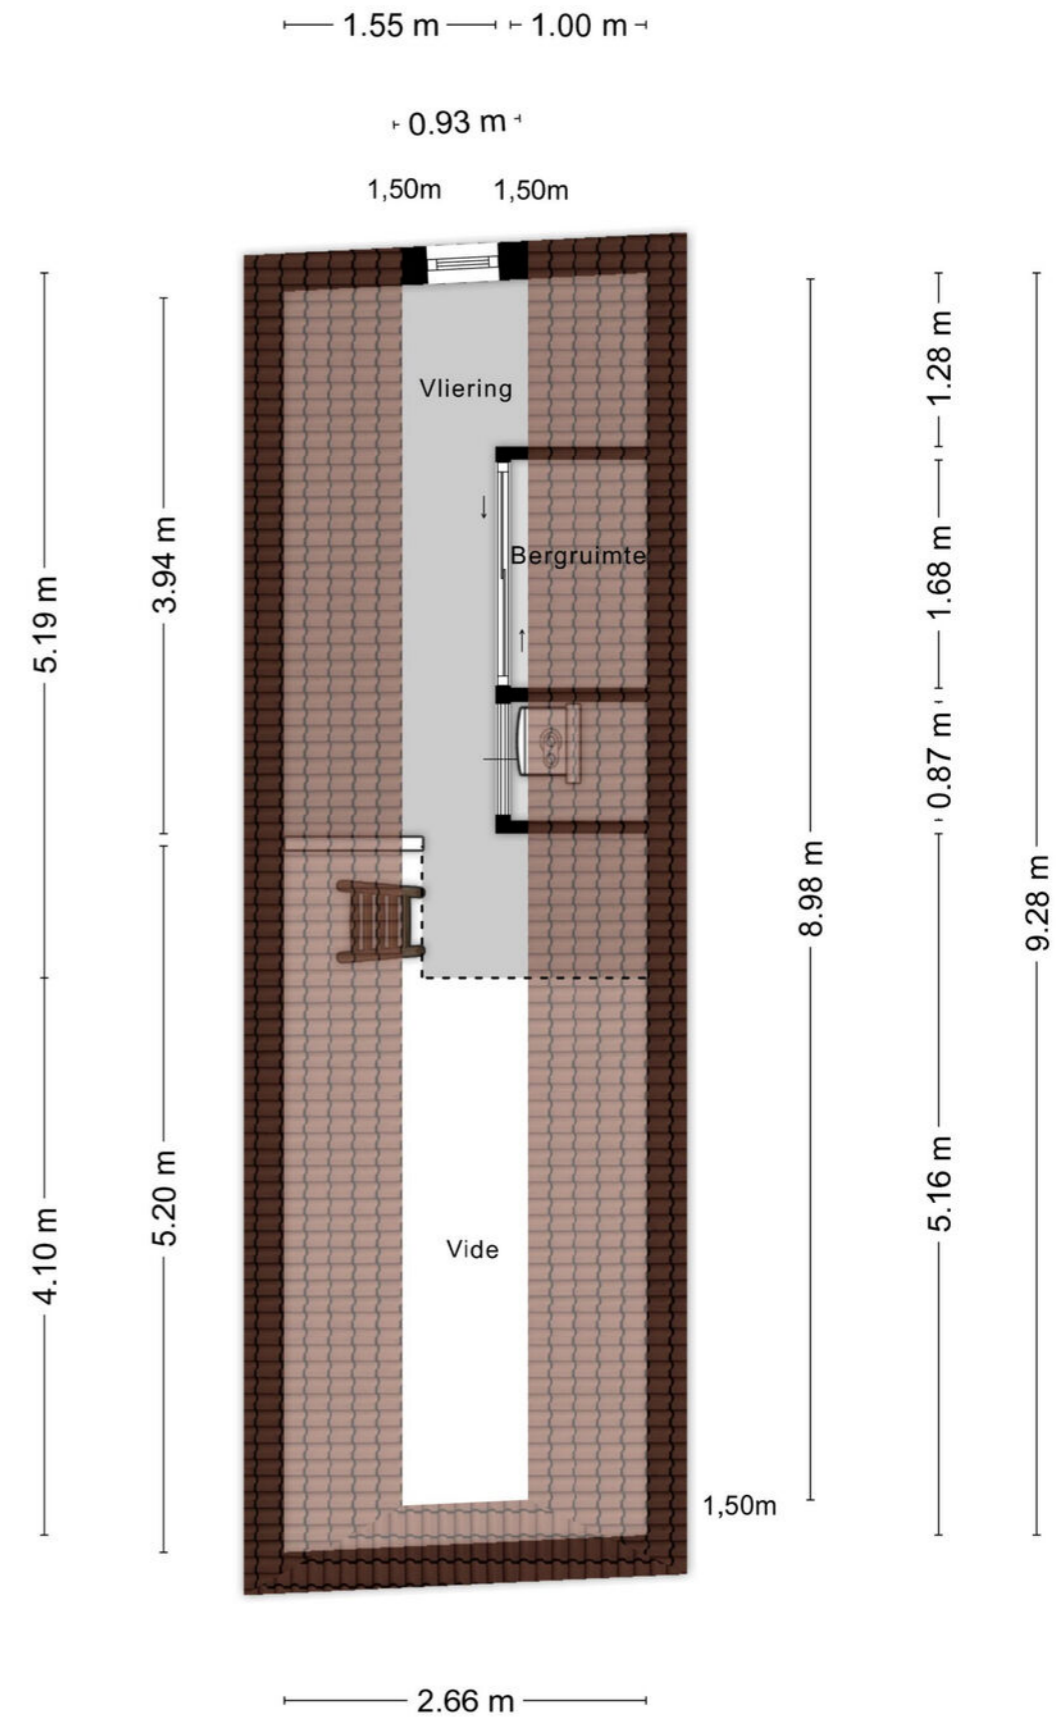 1.55 m
1.00 m
0.93 m
1,50m
1,50m
Vliering
1.28 m
3.94 m
5.19 m
Bergruimte
1.68 m
0.87 m
8.98 m
9.28 m
5.20 m
4.10 m
5.16 m
Vide
1,50m
2.66 m